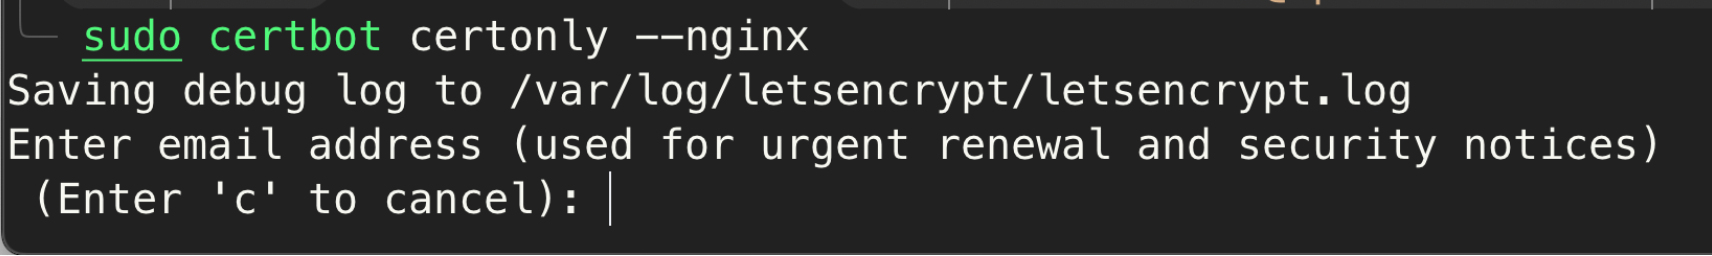 sudo certbot certonly --nginx
Saving debug log to /var/log/letsencrypt/letsencrypt.log
Enter email address (used for urgent renewal and security notices)
 (Enter 'c' to cancel):